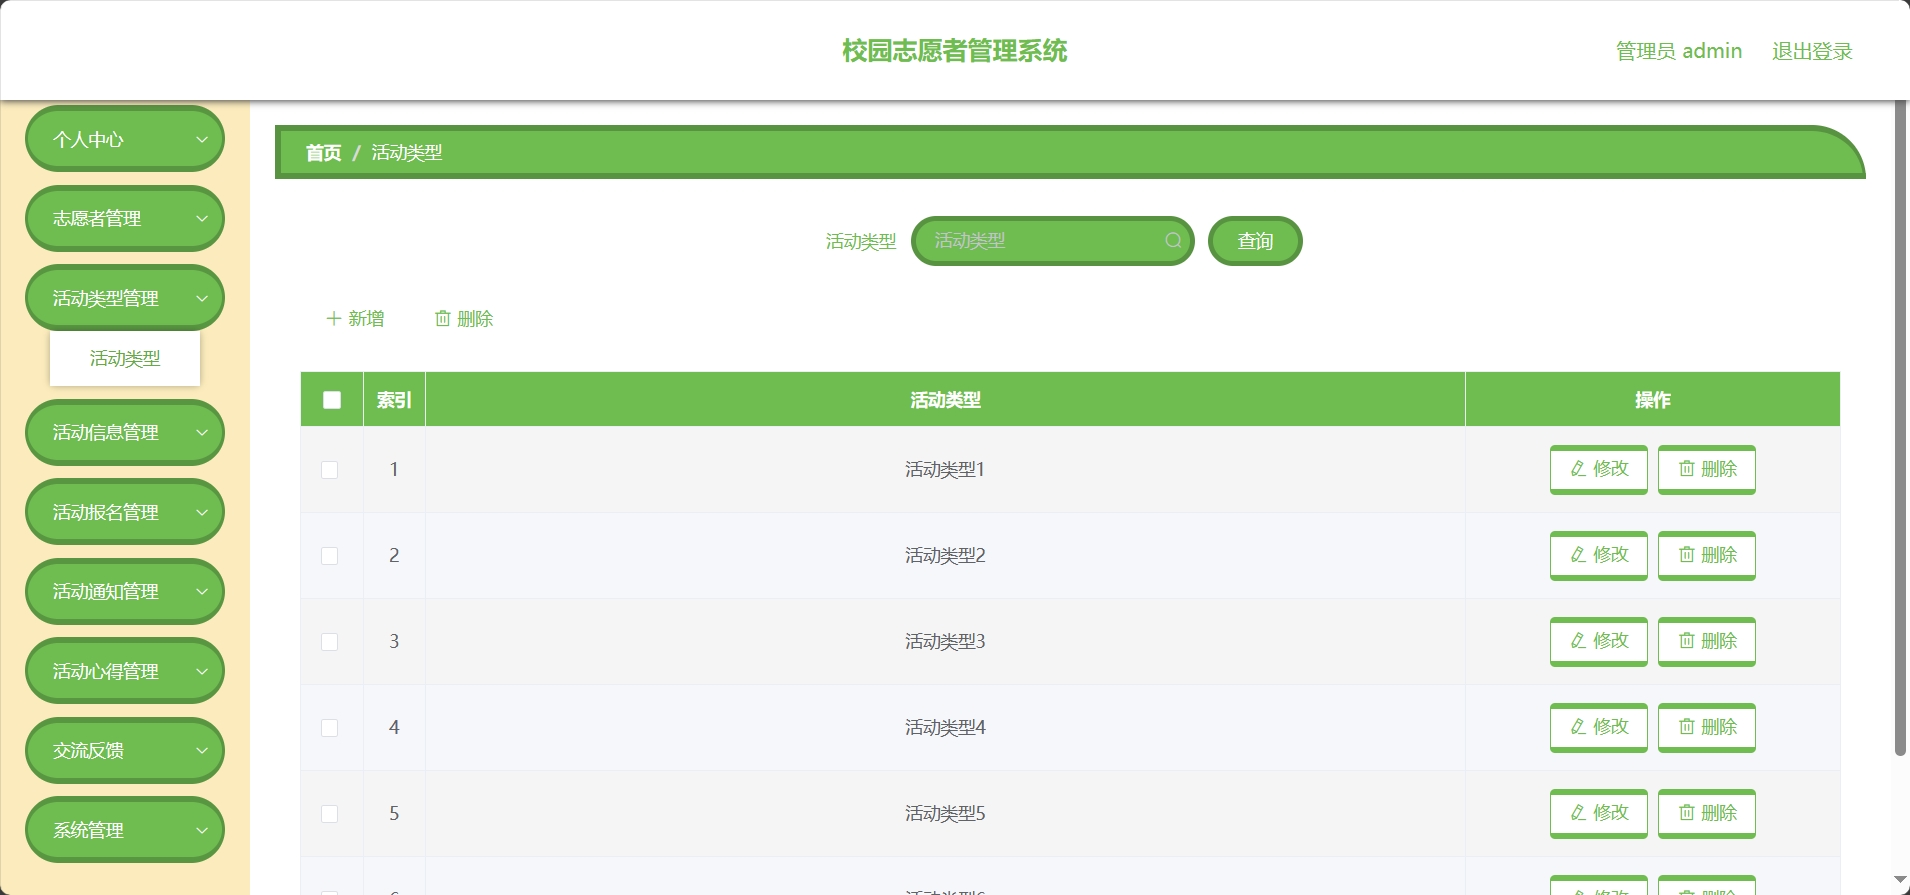 校园志愿者管理系统
管理员 admin 退出登录
个人中心
志愿者管理
活动类型管理
活动类型
活动信息管理
活动报名管理
活动通知管理
活动心得管理
交流反馈
系统管理
首页 / 活动类型
活动类型 活动类型 查询
新增 删除
索引 活动类型 操作
1 活动类型1 修改 删除
2 活动类型2 修改 删除
3 活动类型3 修改 删除
4 活动类型4 修改 删除
5 活动类型5 修改 删除